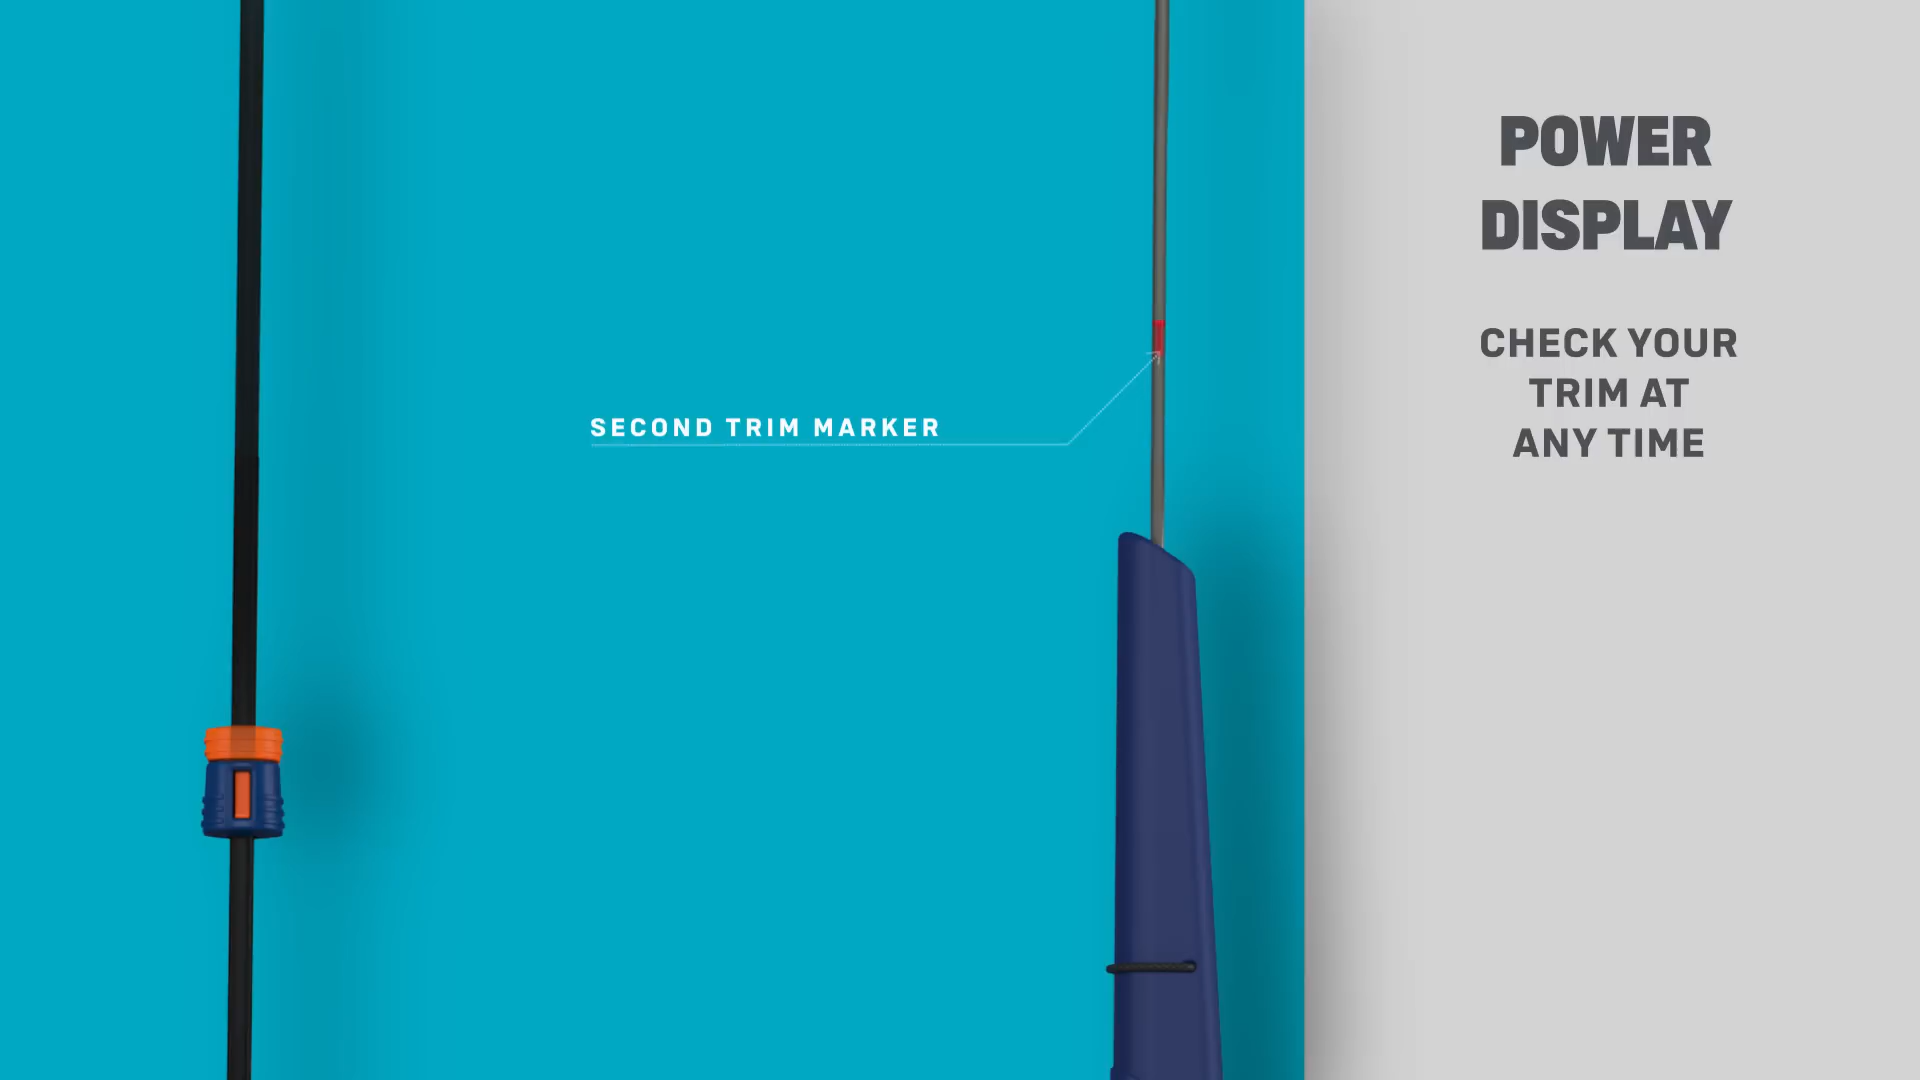 POWER
DISPLAY
CHECK YOUR
TRIM AT
ANY TIME
SECOND TRIM MARKER